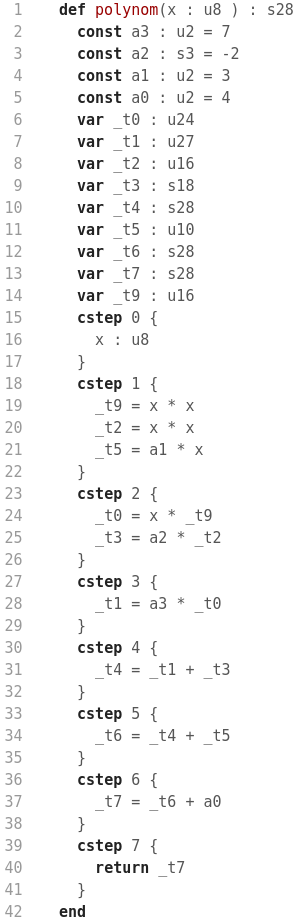 1 def polynom(x : u8 ) : s28
2 const a3 : u2 = 7
3 const a2 : s3 = -2
4 const a1 : u2 = 3
5 const a0 : u2 = 4
6 var _t0 : u24
7 var _t1 : u27
8 var _t2 : u16
9 var _t3 : s18
10 var _t4 : s28
11 var _t5 : u10
12 var _t6 : s28
13 var _t7 : s28
14 var _t9 : u16
15 cstep 0 {
16 x : u8
17 }
18 cstep 1 {
19 _t9 = x * x
20 _t2 = x * x
21 _t5 = a1 * x
22 }
23 cstep 2 {
24 _t0 = x * _t9
25 _t3 = a2 * _t2
26 }
27 cstep 3 {
28 _t1 = a3 * _t0
29 }
30 cstep 4 {
31 _t4 = _t1 + _t3
32 }
33 cstep 5 {
34 _t6 = _t4 + _t5
35 }
36 cstep 6 {
37 _t7 = _t6 + a0
38 }
39 cstep 7 {
40 return _t7
41 }
42 end